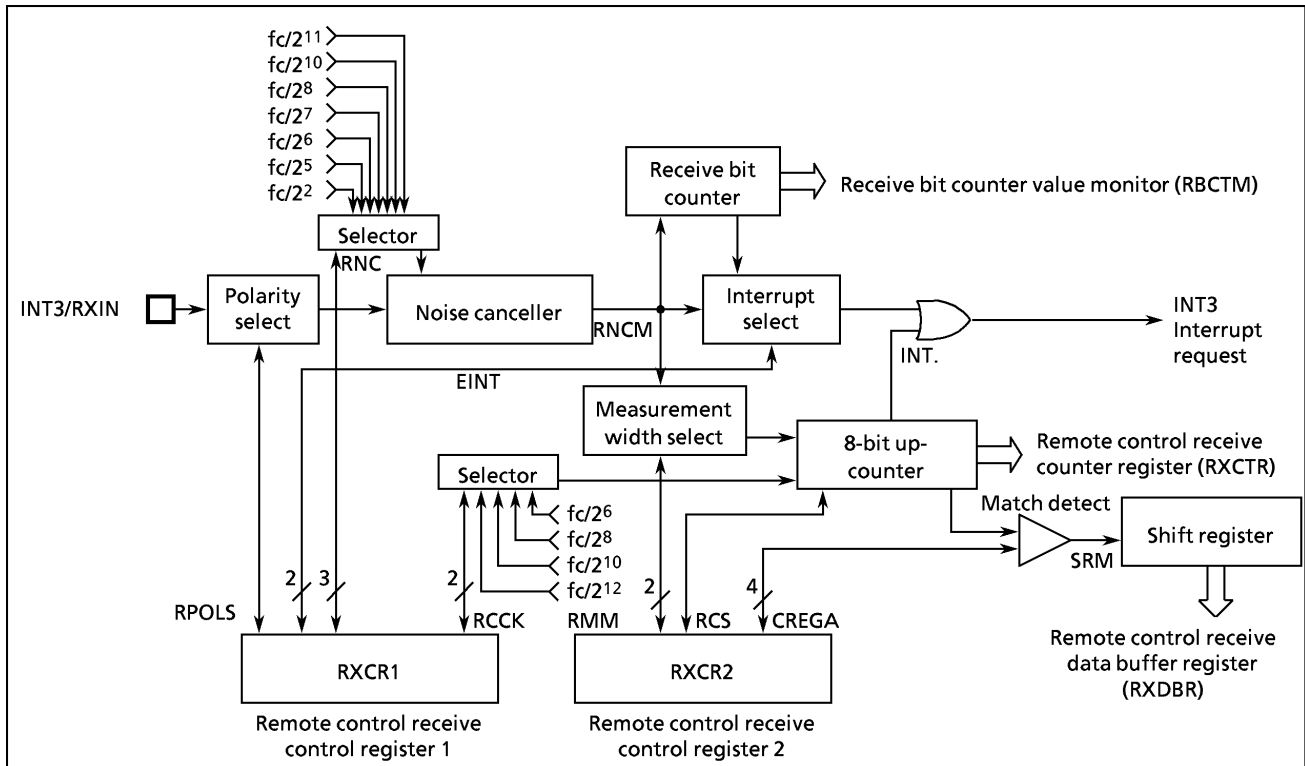 fc/2¹¹
fc/2¹⁰
fc/2⁸
fc/2⁷
fc/2⁶
fc/2⁵
fc/2²
Selector
RNC
Receive bit
counter
Receive bit counter value monitor (RBCTM)
INT3/RXIN
Polarity
select
Noise canceller
RNCM
Interrupt
select
INT3
Interrupt
request
INT.
EINT
Measurement
width select
8-bit up-
counter
Remote control receive
counter register (RXCTR)
Selector
fc/2⁶
fc/2⁸
fc/2¹⁰
fc/2¹²
Match detect
Shift register
SRM
2
3
2
2
4
RPOLS
RCCK
RMM
RCS
CREGA
Remote control receive
data buffer register
(RXDBR)
RXCR1
RXCR2
Remote control receive
control register 1
Remote control receive
control register 2